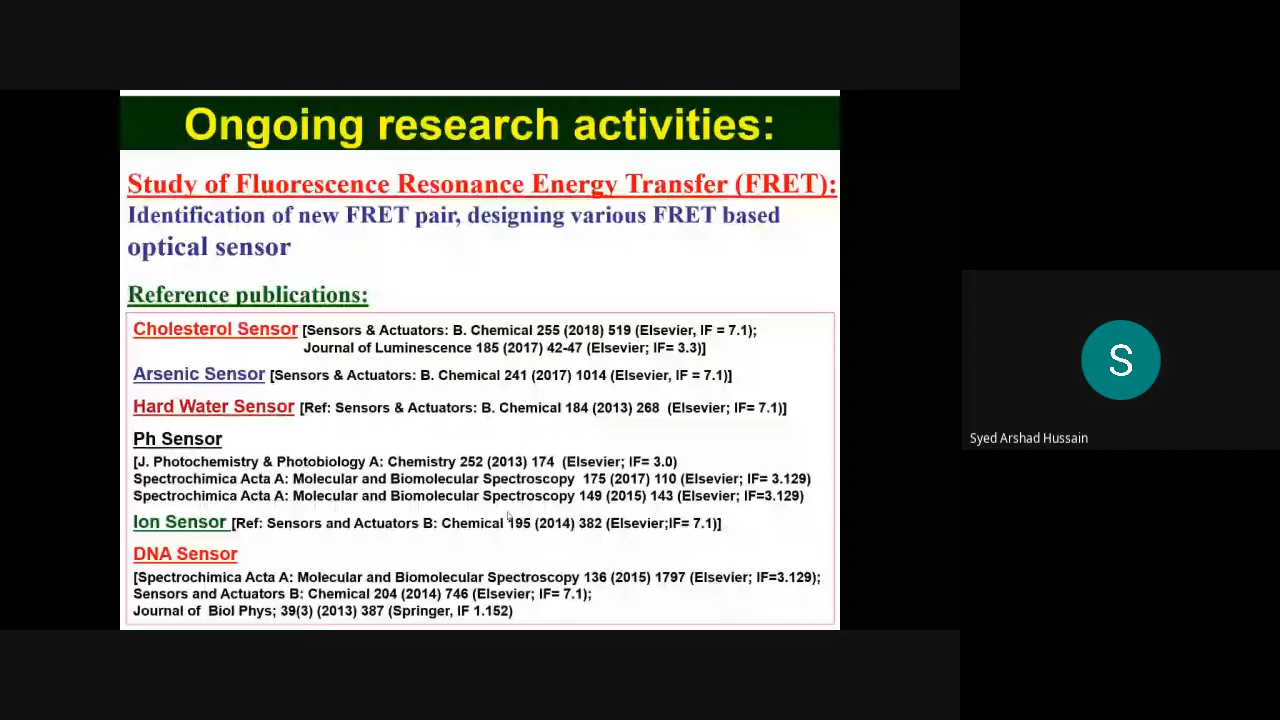 Ongoing research activities:
Study of Fluorescence Resonance Energy Transfer (FRET):
Identification of new FRET pair, designing various FRET based
optical sensor
Reference publications:
Cholesterol Sensor [Sensors & Actuators: B. Chemical 255 (2018) 519 (Elsevier, IF = 7.1);
Journal of Luminescence 185 (2017) 42-47 (Elsevier; IF= 3.3)]
Arsenic Sensor [Sensors & Actuators: B. Chemical 241 (2017) 1014 (Elsevier, IF = 7.1)]
Hard Water Sensor [Ref: Sensors & Actuators: B. Chemical 184 (2013) 268 (Elsevier; IF= 7.1)]
Ph Sensor
[J. Photochemistry & Photobiology A: Chemistry 252 (2013) 174 (Elsevier; IF= 3.0)
Spectrochimica Acta A: Molecular and Biomolecular Spectroscopy 175 (2017) 110 (Elsevier; IF= 3.129)
Spectrochimica Acta A: Molecular and Biomolecular Spectroscopy 149 (2015) 143 (Elsevier; IF=3.129)
Ion Sensor [Ref: Sensors and Actuators B: Chemical 195 (2014) 382 (Elsevier;IF= 7.1)]
DNA Sensor
[Spectrochimica Acta A: Molecular and Biomolecular Spectroscopy 136 (2015) 1797 (Elsevier; IF=3.129);
Sensors and Actuators B: Chemical 204 (2014) 746 (Elsevier; IF= 7.1);
Journal of Biol Phys; 39(3) (2013) 387 (Springer, IF 1.152)
S
Syed Arshad Hussain